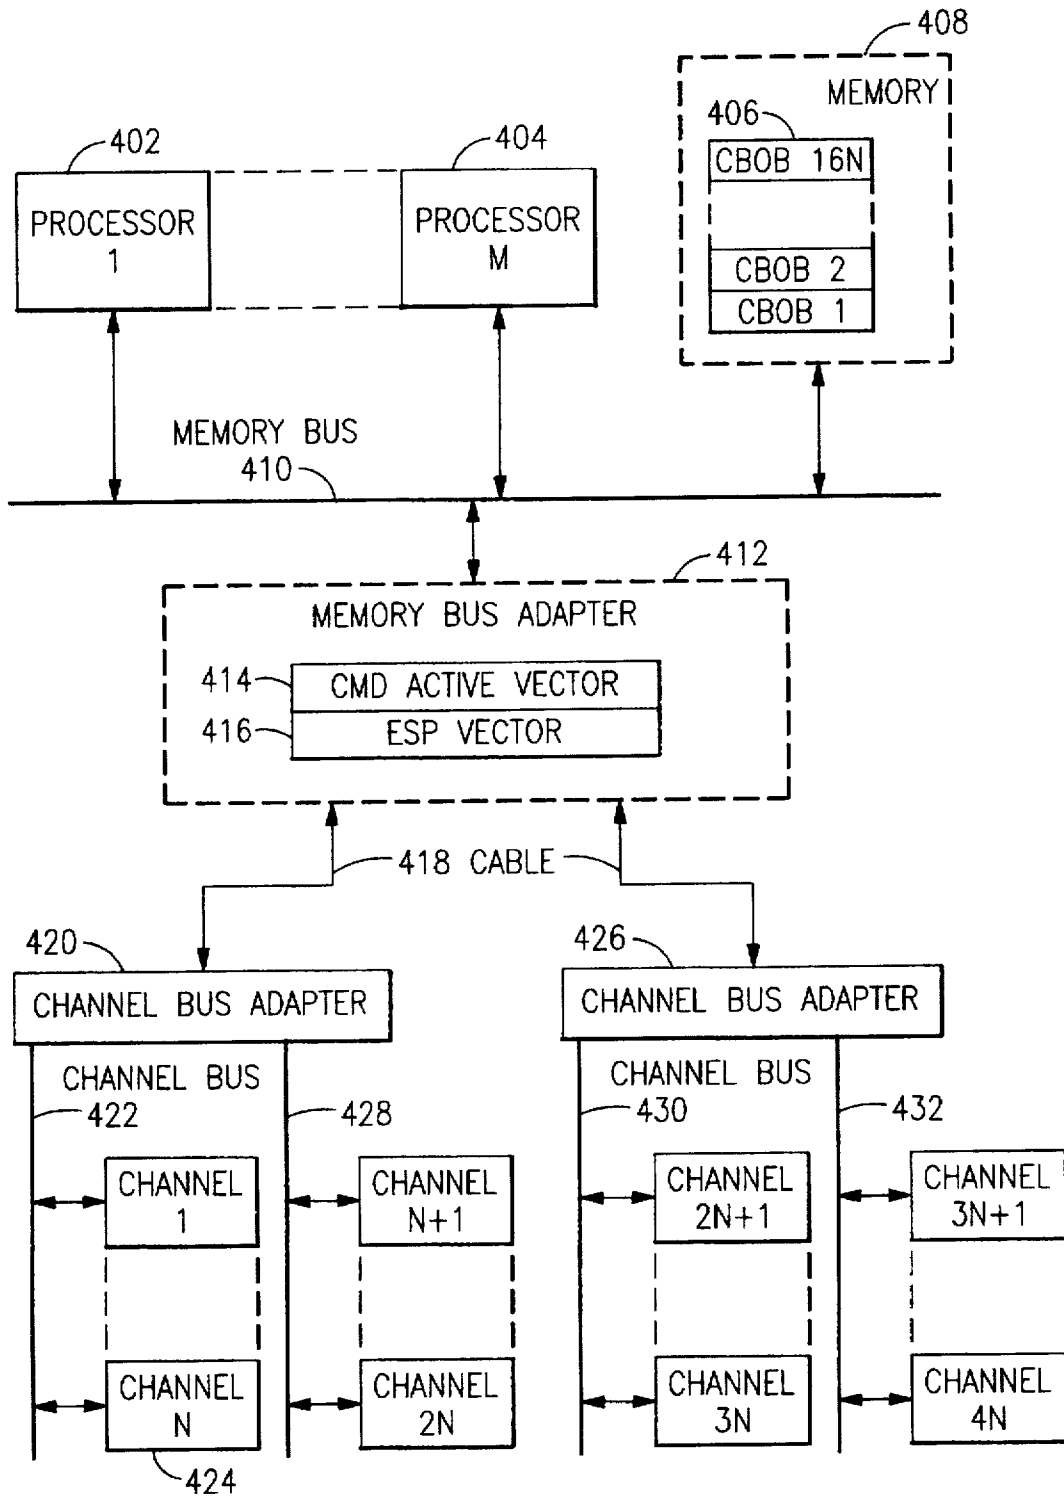 408
MEMORY
402
404
406
CBOB 16N
PROCESSOR
1
PROCESSOR
M
CBOB 2
CBOB 1
MEMORY BUS
410
412
MEMORY BUS ADAPTER
414
CMD ACTIVE VECTOR
416
ESP VECTOR
418 CABLE
420
426
CHANNEL BUS ADAPTER
CHANNEL BUS ADAPTER
CHANNEL BUS
CHANNEL BUS
422
428
430
432
CHANNEL
1
CHANNEL
N+1
CHANNEL
2N+1
CHANNEL
3N+1
CHANNEL
N
CHANNEL
2N
CHANNEL
3N
CHANNEL
4N
424